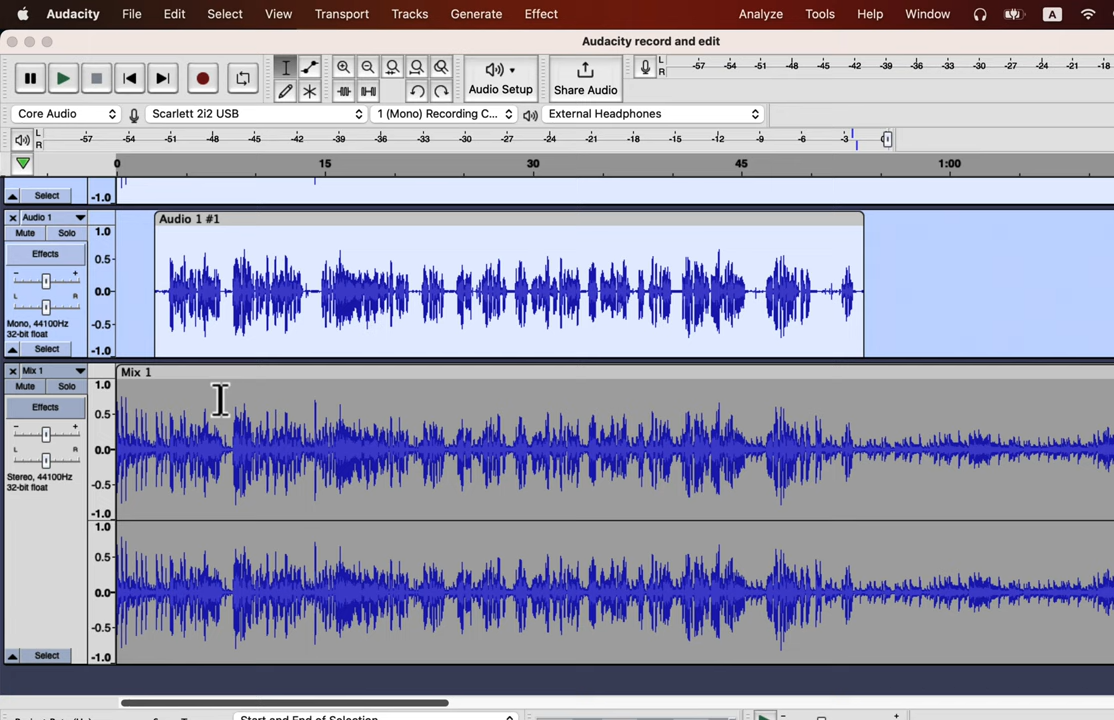 Audacity File Edit Select View Transport Tracks Generate Effect Analyze Tools Help Window A
Audacity record and edit
Audio Setup
Share Audio
L
R
-57 -54 -51 -48 -45 -42 -39 -36 -33 -30 -27 -24 -21 -18
Core Audio
Scarlett 2i2 USB
1 (Mono) Recording C...
External Headphones
L
R
-57 -54 -51 -48 -45 -42 -39 -36 -33 -30 -27 -24 -21 -18 -15 -12 -9 -6 -3
0 15 30 45 1:00
Select
-1.0
Audio 1
Audio 1 #1
Mute Solo
Effects
- +
L R
Mono, 44100Hz
32-bit float
Select
1.0
0.5
0.0
-0.5
-1.0
Mix 1
Mix 1
Mute Solo
Effects
- +
L R
Stereo, 44100Hz
32-bit float
1.0
0.5
0.0
-0.5
-1.0
1.0
0.5
0.0
-0.5
-1.0
Select
Start and End of Selection
- +